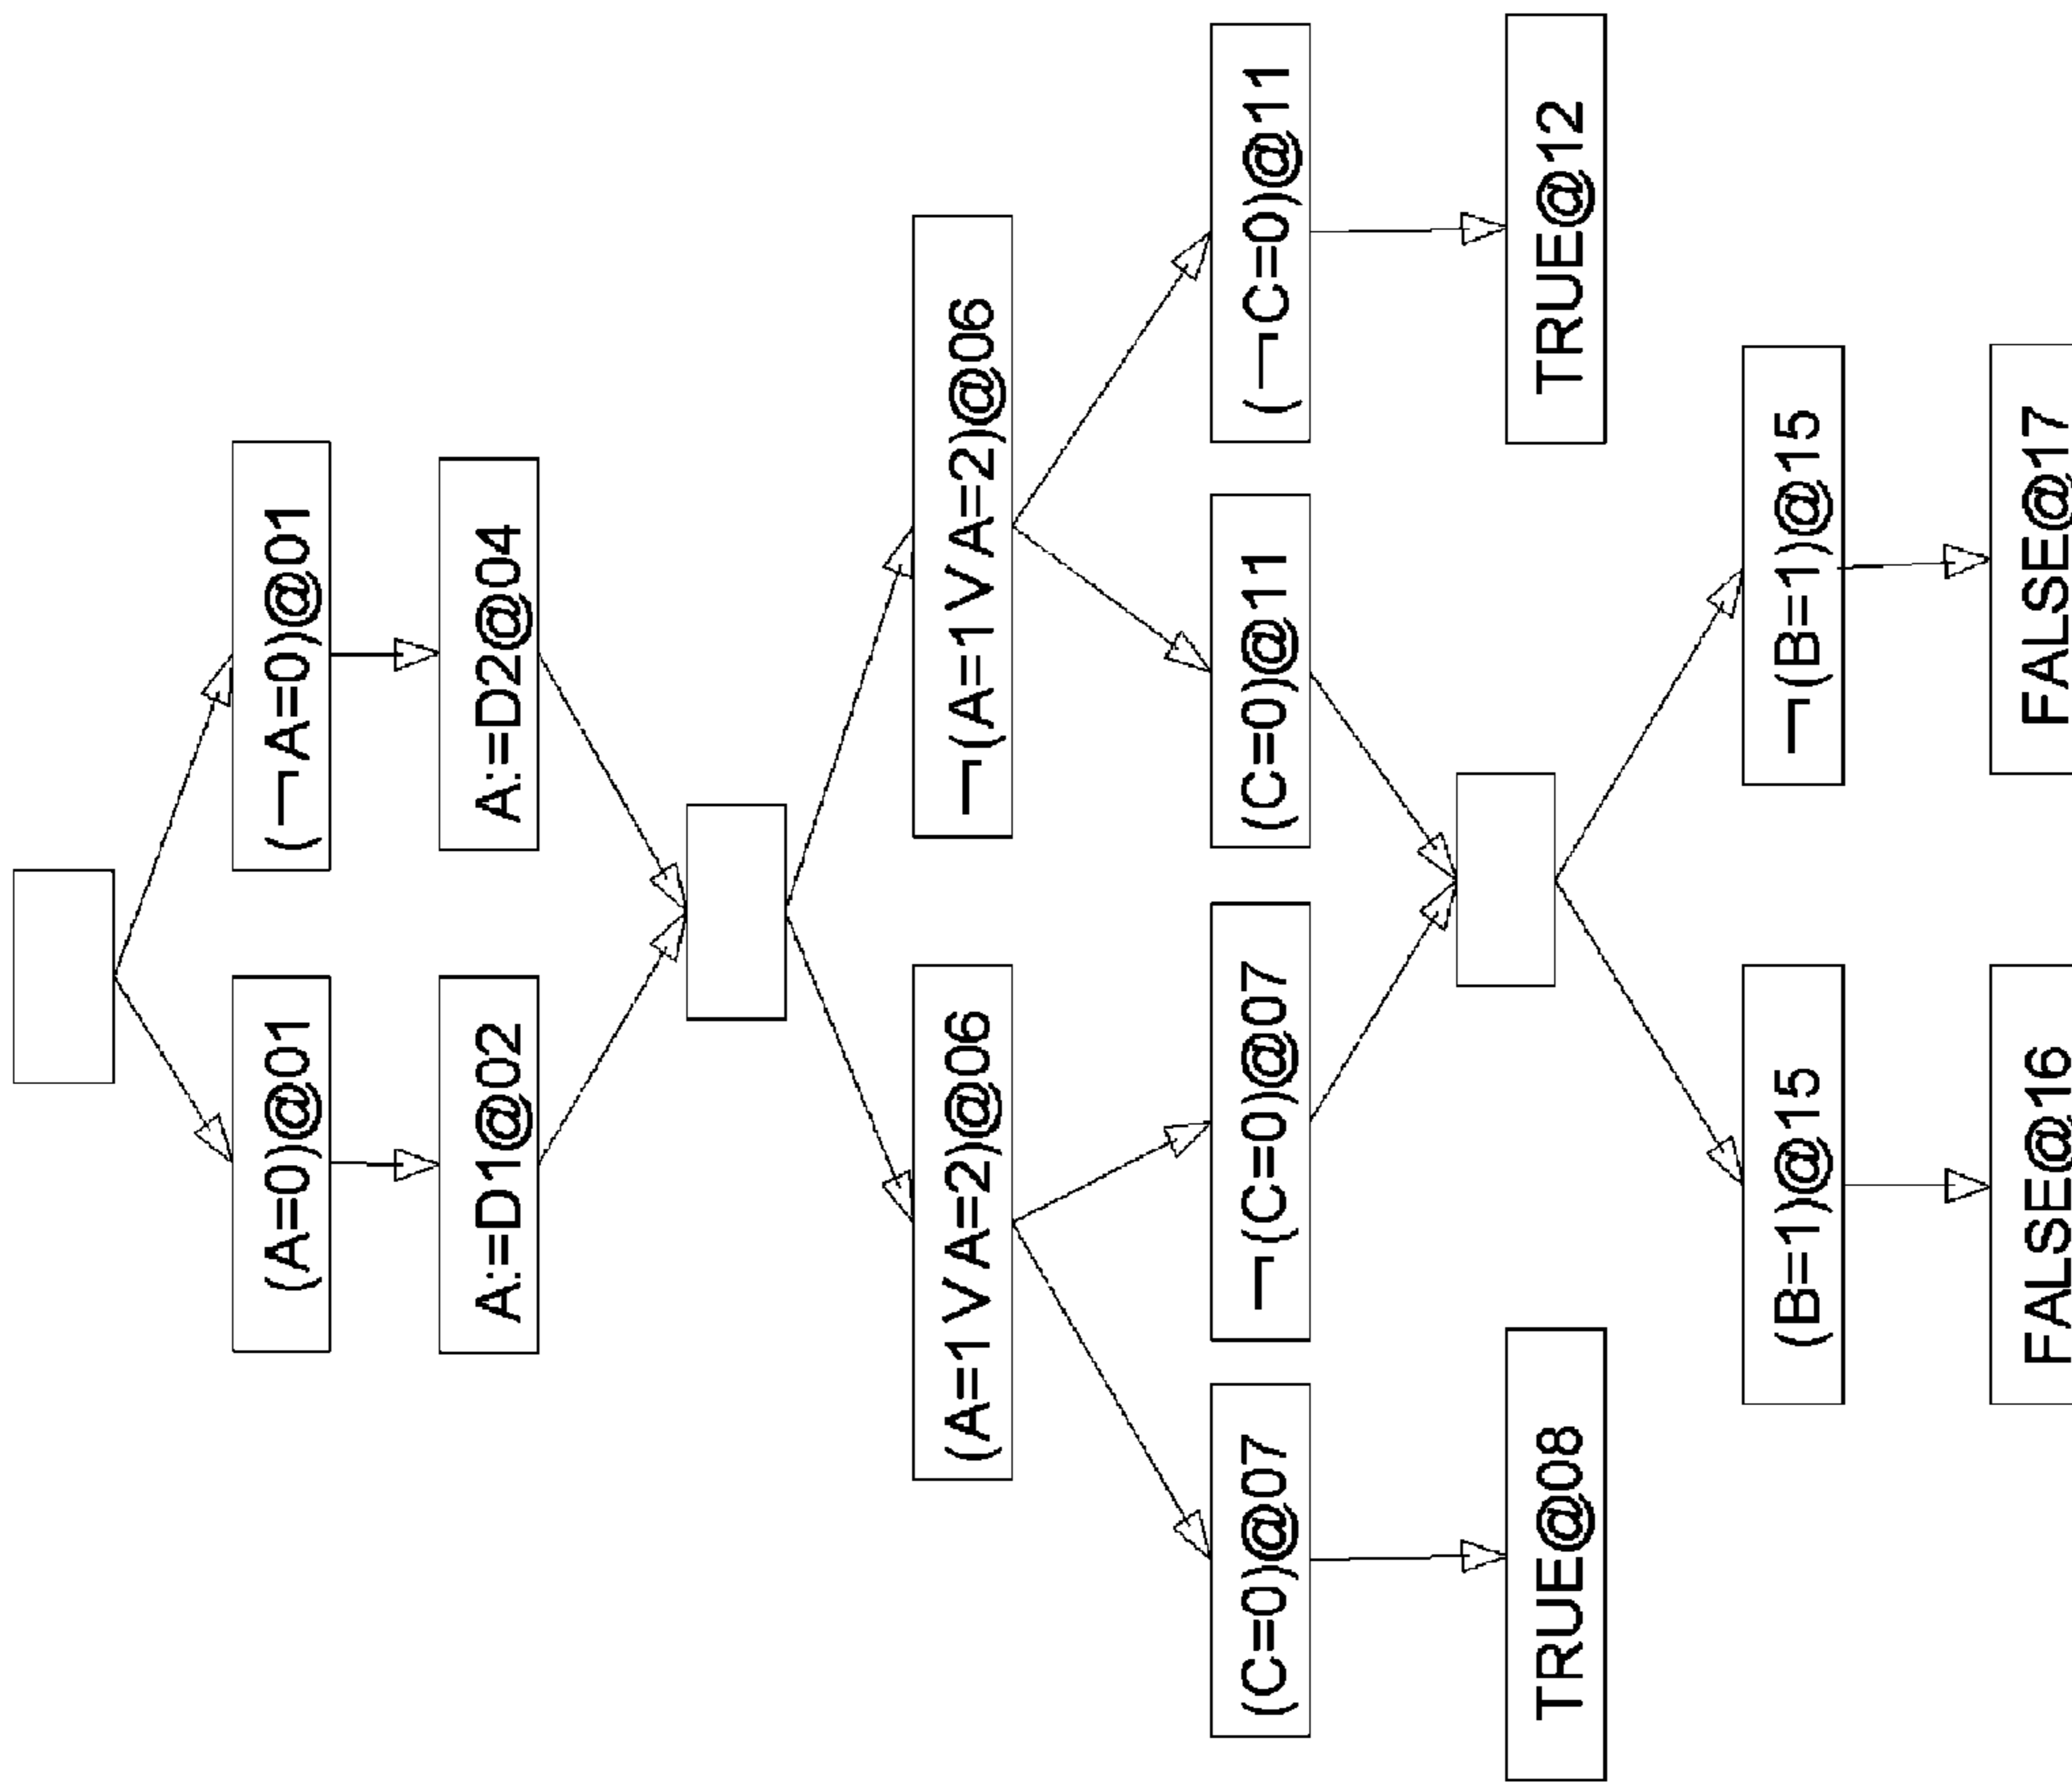 (A=0)@01
(¬A=0)@01
A:=D1@02
A:=D2@04
(A=1∨A=2)@06
¬(A=1∨A=2)@06
(C=0)@07
¬(C=0)@07
(C=0)@11
(¬C=0)@11
TRUE@08
TRUE@12
(B=1)@15
¬(B=1)@15
FALSE@16
FALSE@17